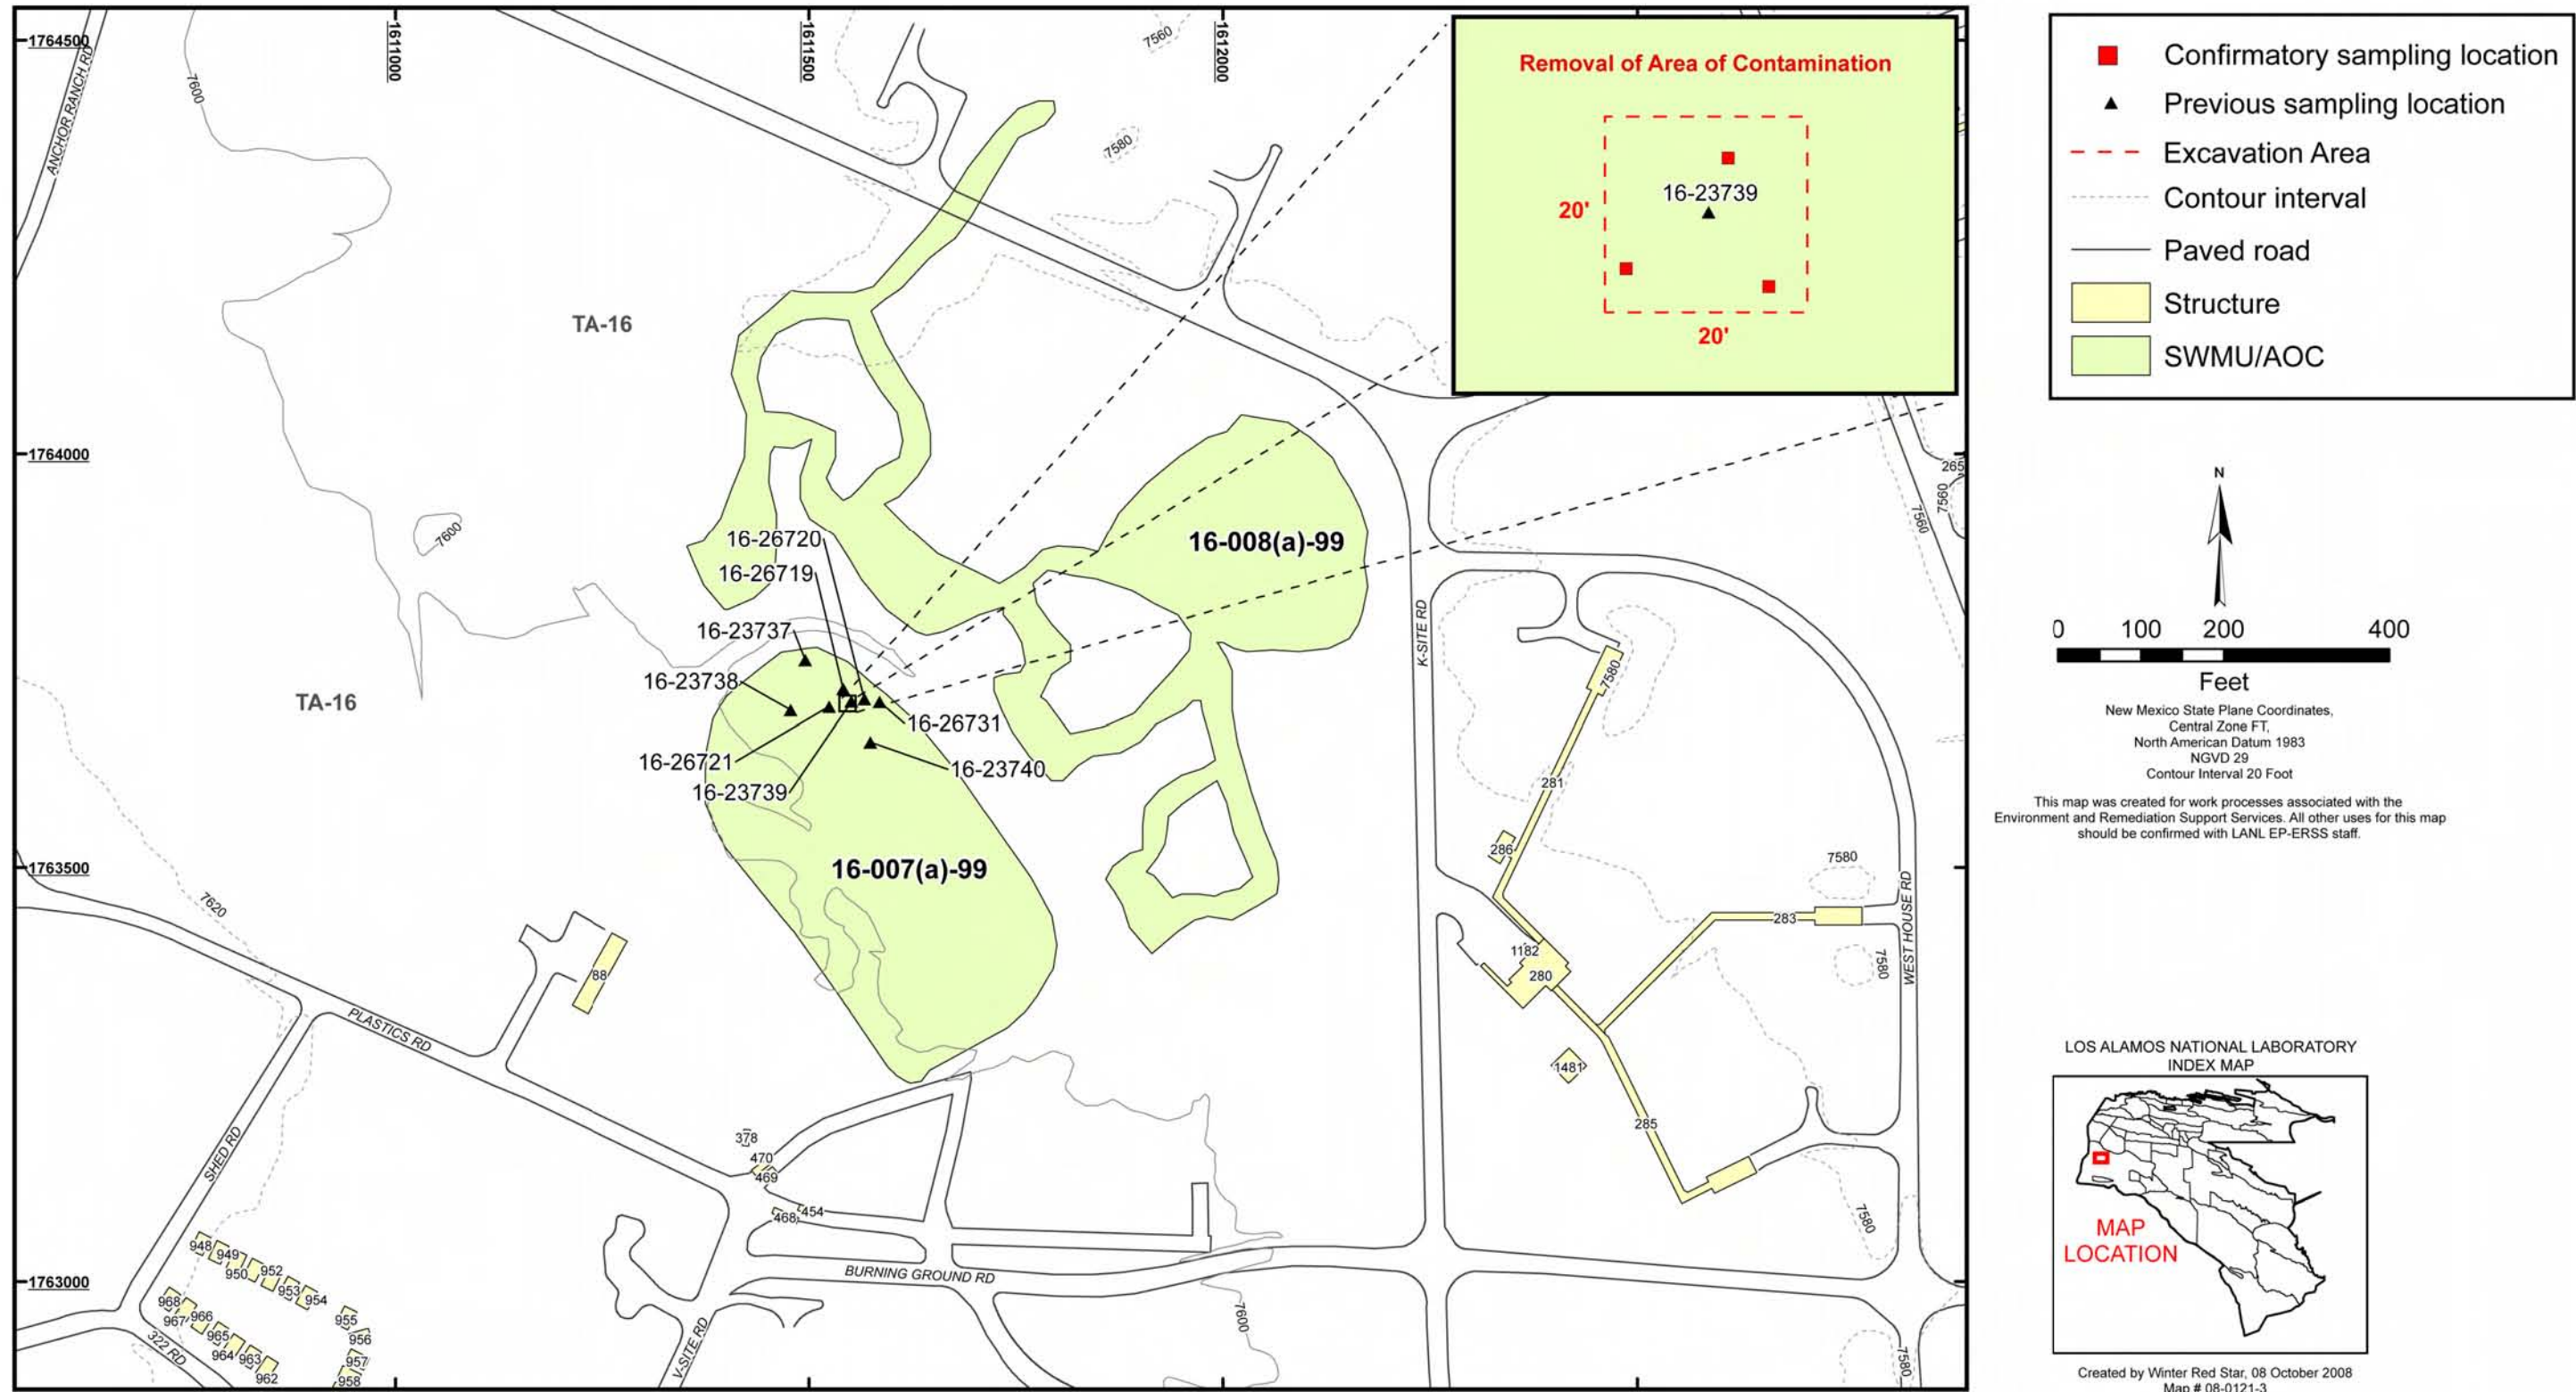 1764500
1611000
1611500
1612000
ANCHOR RANCH RD
7600
7560
7580
Removal of Area of Contamination
16-23739
20'
20'
TA-16
1764000
7600
265
7560
7560
16-26720
16-26719
16-008(a)-99
16-23737
16-23738
16-26731
16-26721
16-23740
16-23739
K-SITE RD
7580
TA-16
281
286
1763500
16-007(a)-99
7580
7620
283
WEST HOUSE RD
7580
88
1182
280
PLASTICS RD
1481
285
SHED RD
378
470
469
468
454
7580
948
949
950
952
953
954
BURNING GROUND RD
1763000
968
967
966
965
964
963
962
955
956
957
958
322 RD
V-SITE RD
7600
7580
Confirmatory sampling location
Previous sampling location
Excavation Area
Contour interval
Paved road
Structure
SWMU/AOC
N
0 100 200 400
Feet
New Mexico State Plane Coordinates,
Central Zone FT,
North American Datum 1983
NGVD 29
Contour Interval 20 Foot
This map was created for work processes associated with the
Environment and Remediation Support Services. All other uses for this map
should be confirmed with LANL EP-ERSS staff.
LOS ALAMOS NATIONAL LABORATORY
INDEX MAP
MAP
LOCATION
Created by Winter Red Star, 08 October 2008
Map # 08-0121-3